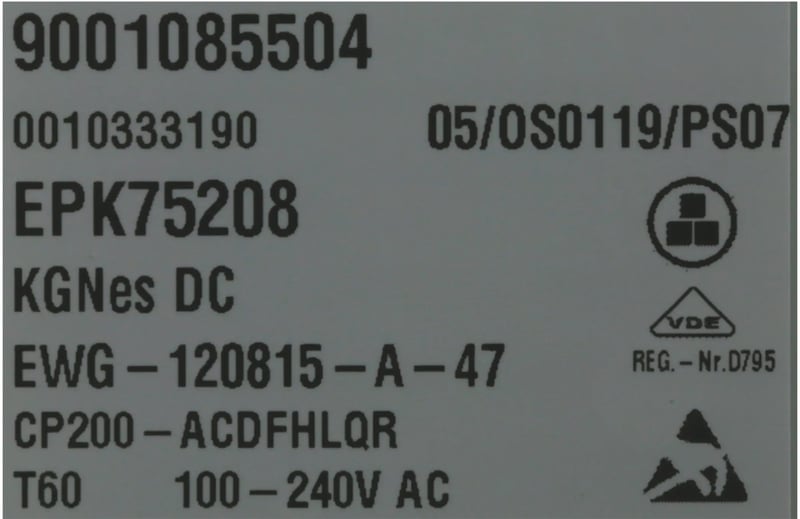 9001085504
0010333190 05/OS0119/PS07
EPK75208
KGNes DC
VDE
EWG-120815-A-47
REG.-Nr.D795
CP200-ACDFHLQR
T60 100-240V AC